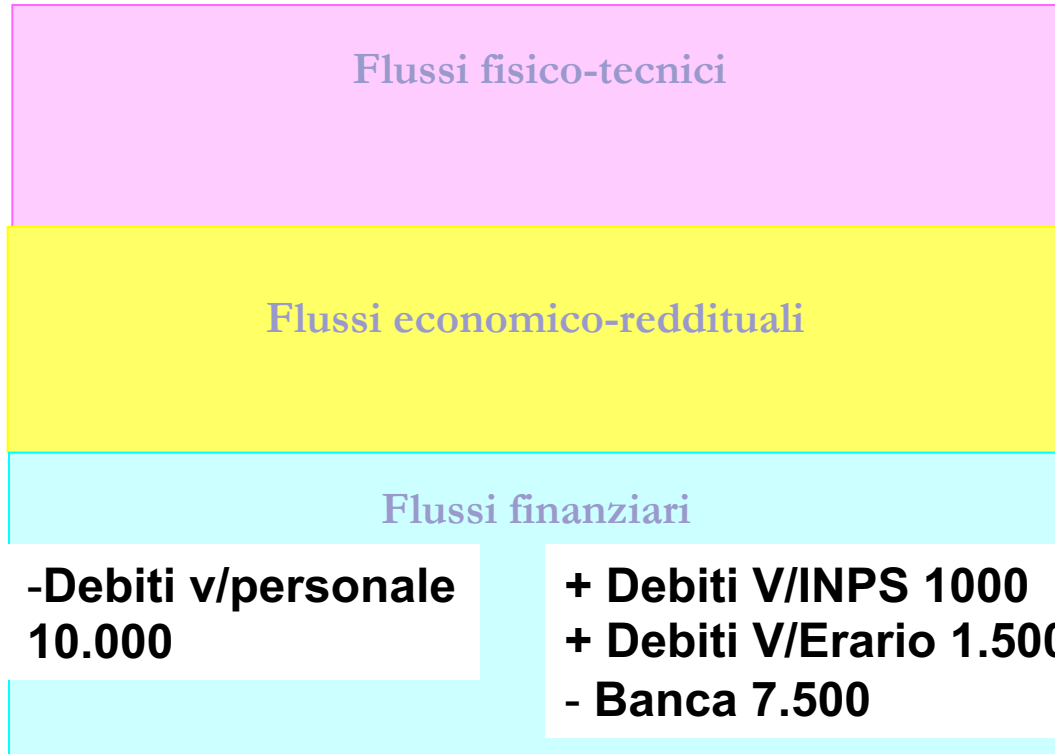 Flussi fisico-tecnici
Flussi economico-reddituali
Flussi finanziari
-Debiti v/personale
10.000
+ Debiti V/INPS 1000
+ Debiti V/Erario 1.500
- Banca 7.500